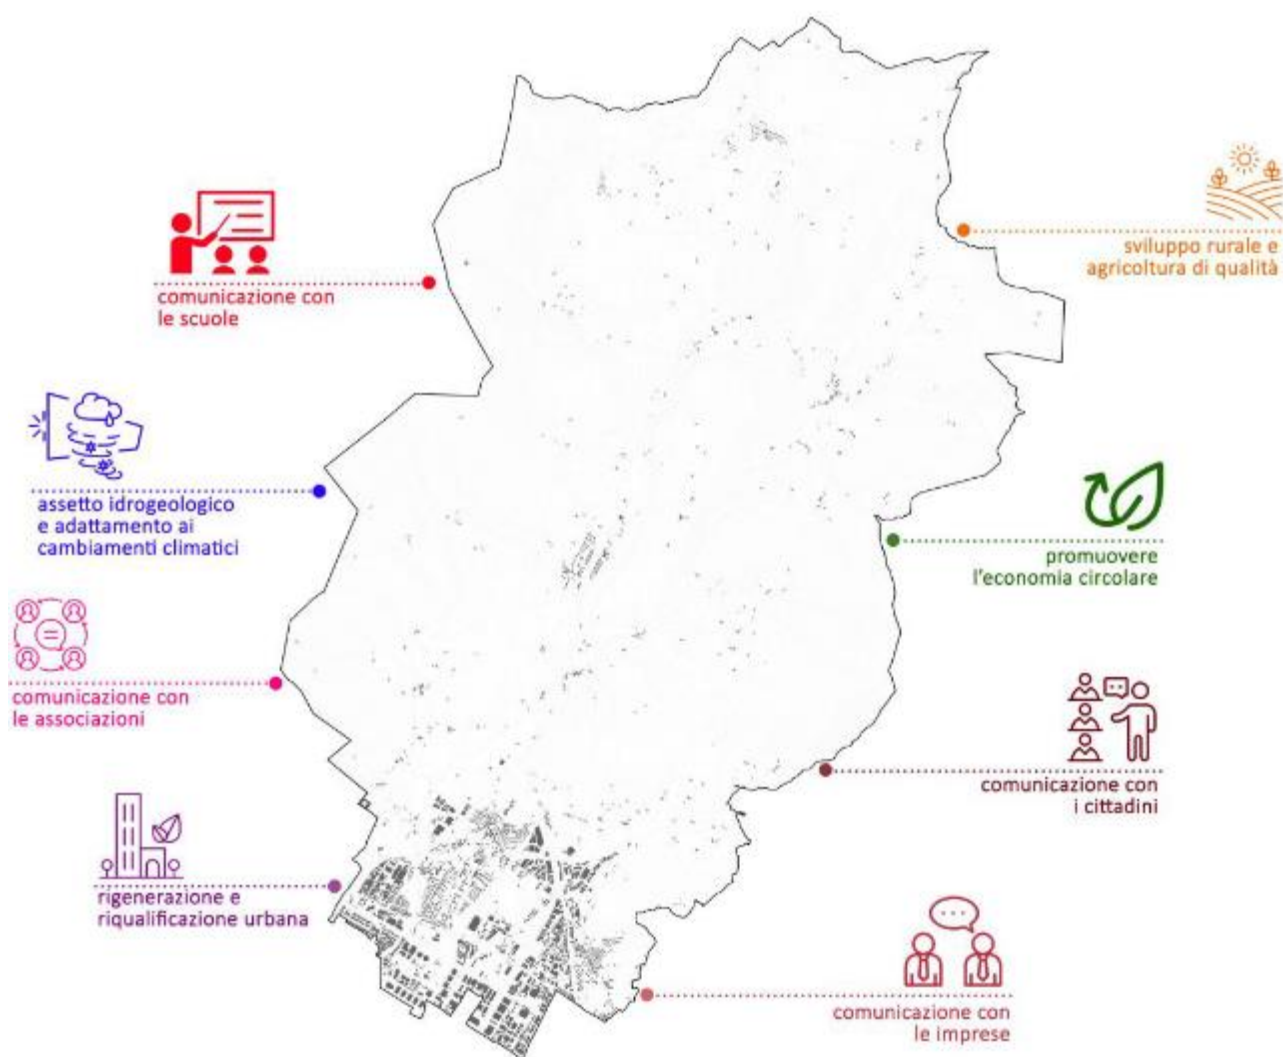 sviluppo rurale e
agricoltura di qualità
comunicazione con
le scuole
assetto idrogeologico
e adattamento ai
cambiamenti climatici
promuovere
l'economia circolare
comunicazione con
le associazioni
comunicazione con
i cittadini
rigenerazione e
riqualificazione urbana
comunicazione con
le imprese